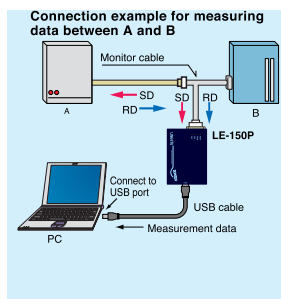 Connection example for measuring
data between A and B
Monitor cable
A
SD
RD
SD
RD
B
LE-150P
Connect to
USB port
USB cable
PC
Measurement data